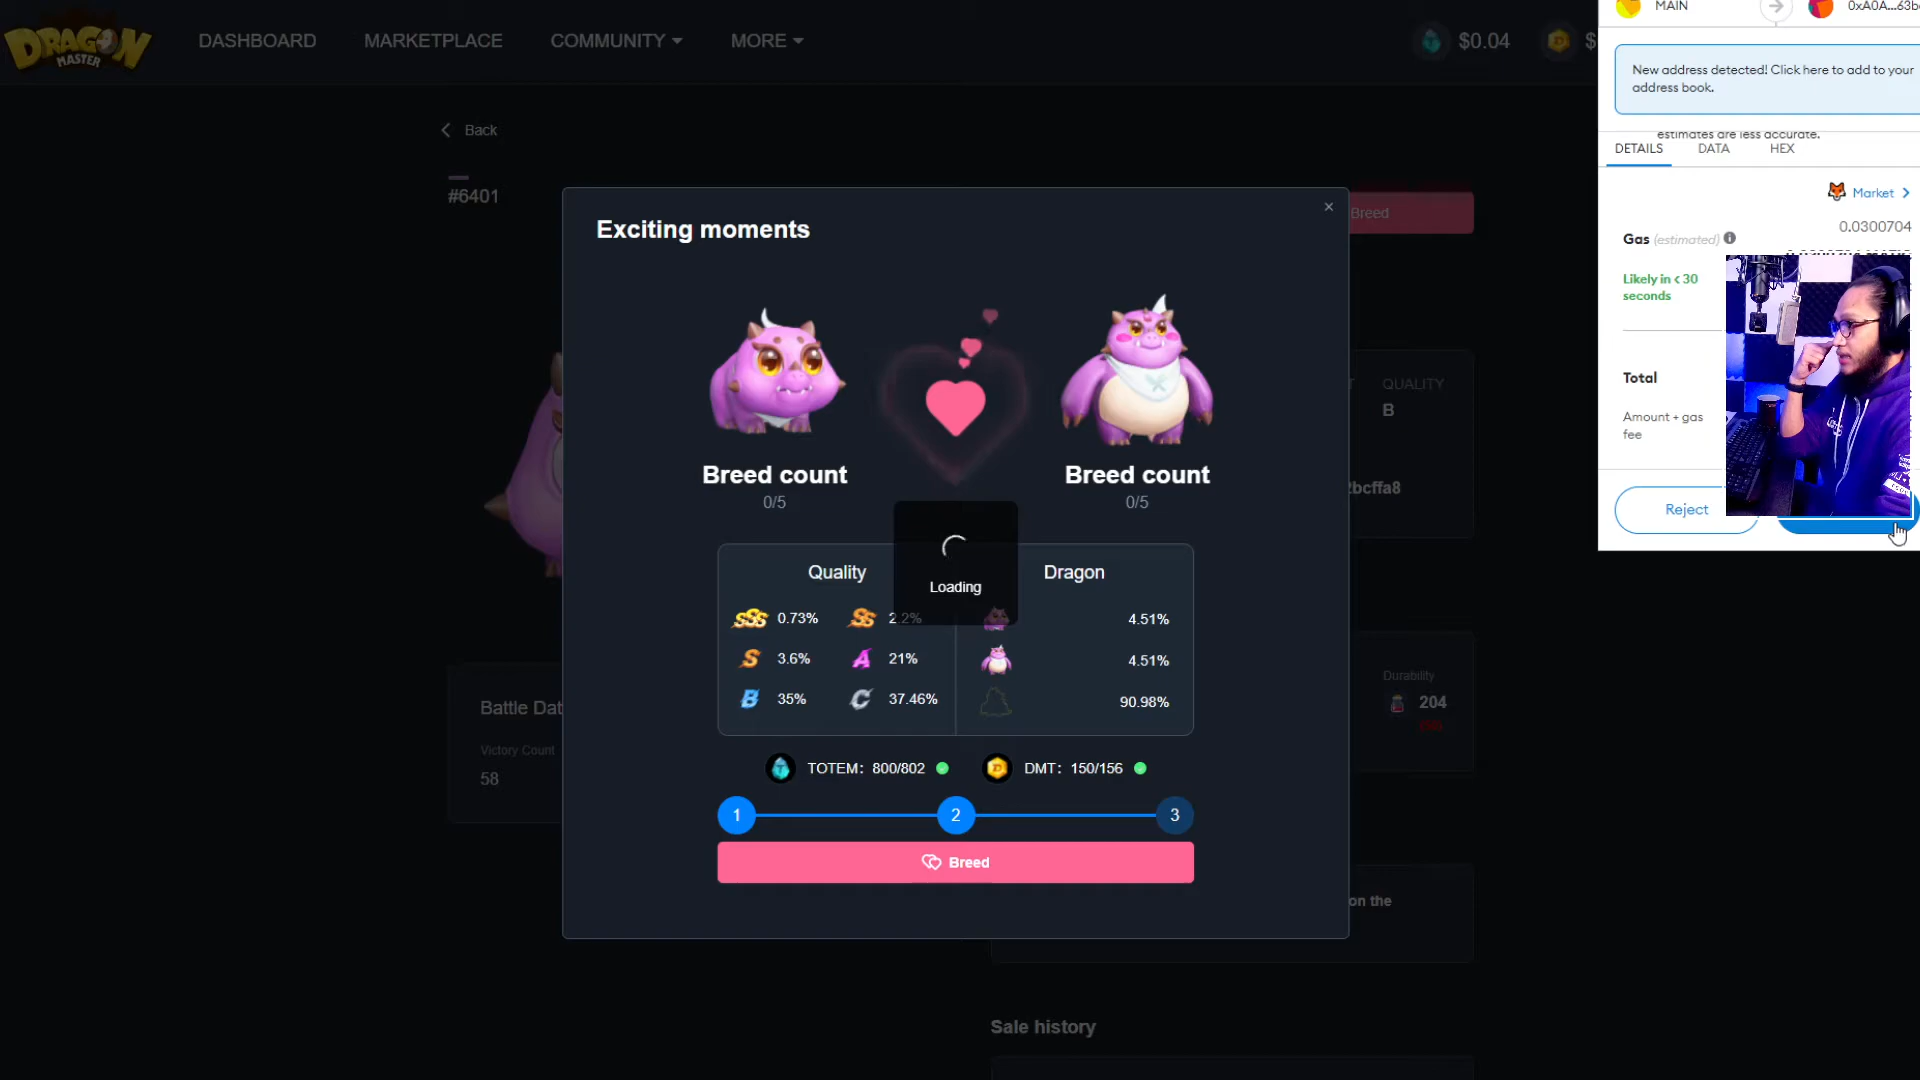 DRAGON
MASTER
DASHBOARD
MARKETPLACE
COMMUNITY
MORE
$0.04
$
MAIN
New address detected! Click here to add to your
address book.
estimates are less accurate.
DETAILS
DATA
HEX
Market
0.0300704
Gas (estimated)
Likely in < 30
seconds
Total
Amount + gas
fee
Reject
Back
#6401
Breed
QUALITY
B
Exciting moments
Breed count
0/5
Breed count
0/5
Loading
Quality
Dragon
SSS 0.73%
SS 2.2%
4.51%
S 3.6%
A 21%
4.51%
B 35%
C 37.46%
90.98%
TOTEM: 800/802
DMT: 150/156
1
2
3
Breed
Battle Dat
Victory Count
58
Durability
204
on the
Sale history